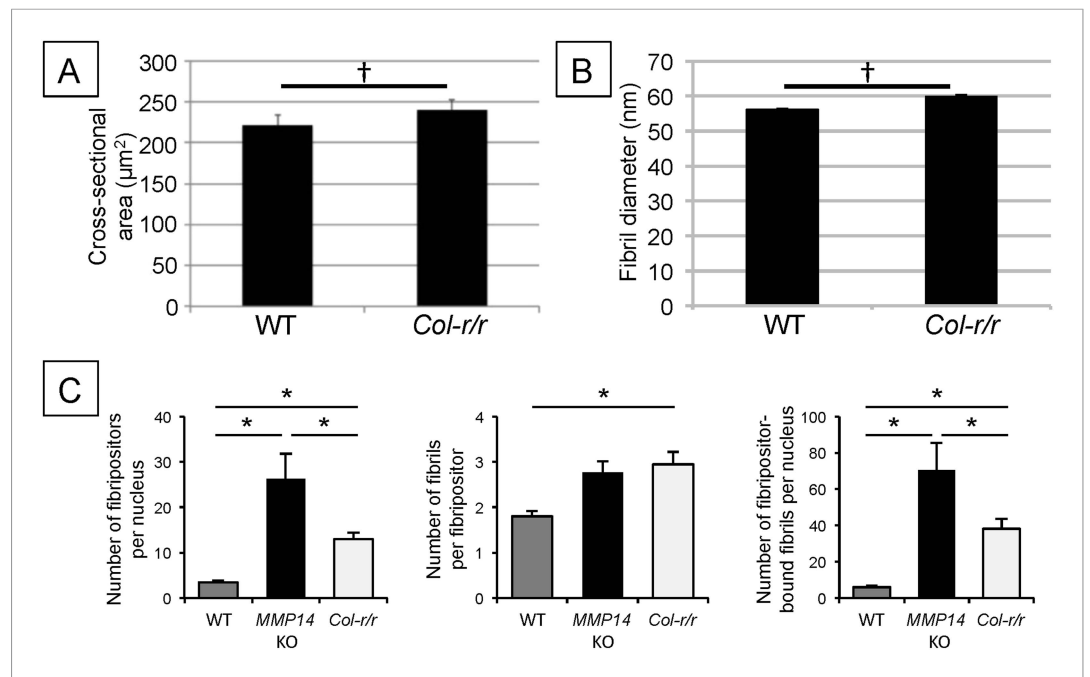 A
Cross-sectional
area (µm²)
300
250
200
150
100
50
0
†
WT
Col-r/r
B
Fibril diameter (nm)
70
60
50
40
30
20
10
0
†
WT
Col-r/r
C
Number of fibripositors
per nucleus
40
30
20
10
0
*
* *
WT MMP14 Col-r/r
KO
Number of fibrils
per fibripositor
4
3
2
1
0
*
WT MMP14 Col-r/r
KO
Number of fibripositor-
bound fibrils per nucleus
100
80
60
40
20
0
*
* *
WT MMP14 Col-r/r
KO